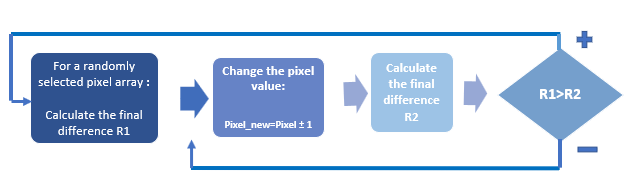 For a randomly
selected pixel array :
Calculate the final
difference R1
Change the pixel
value:
Pixel_new=Pixel ± 1
Calculate
the final
difference
R2
R1>R2
+
−